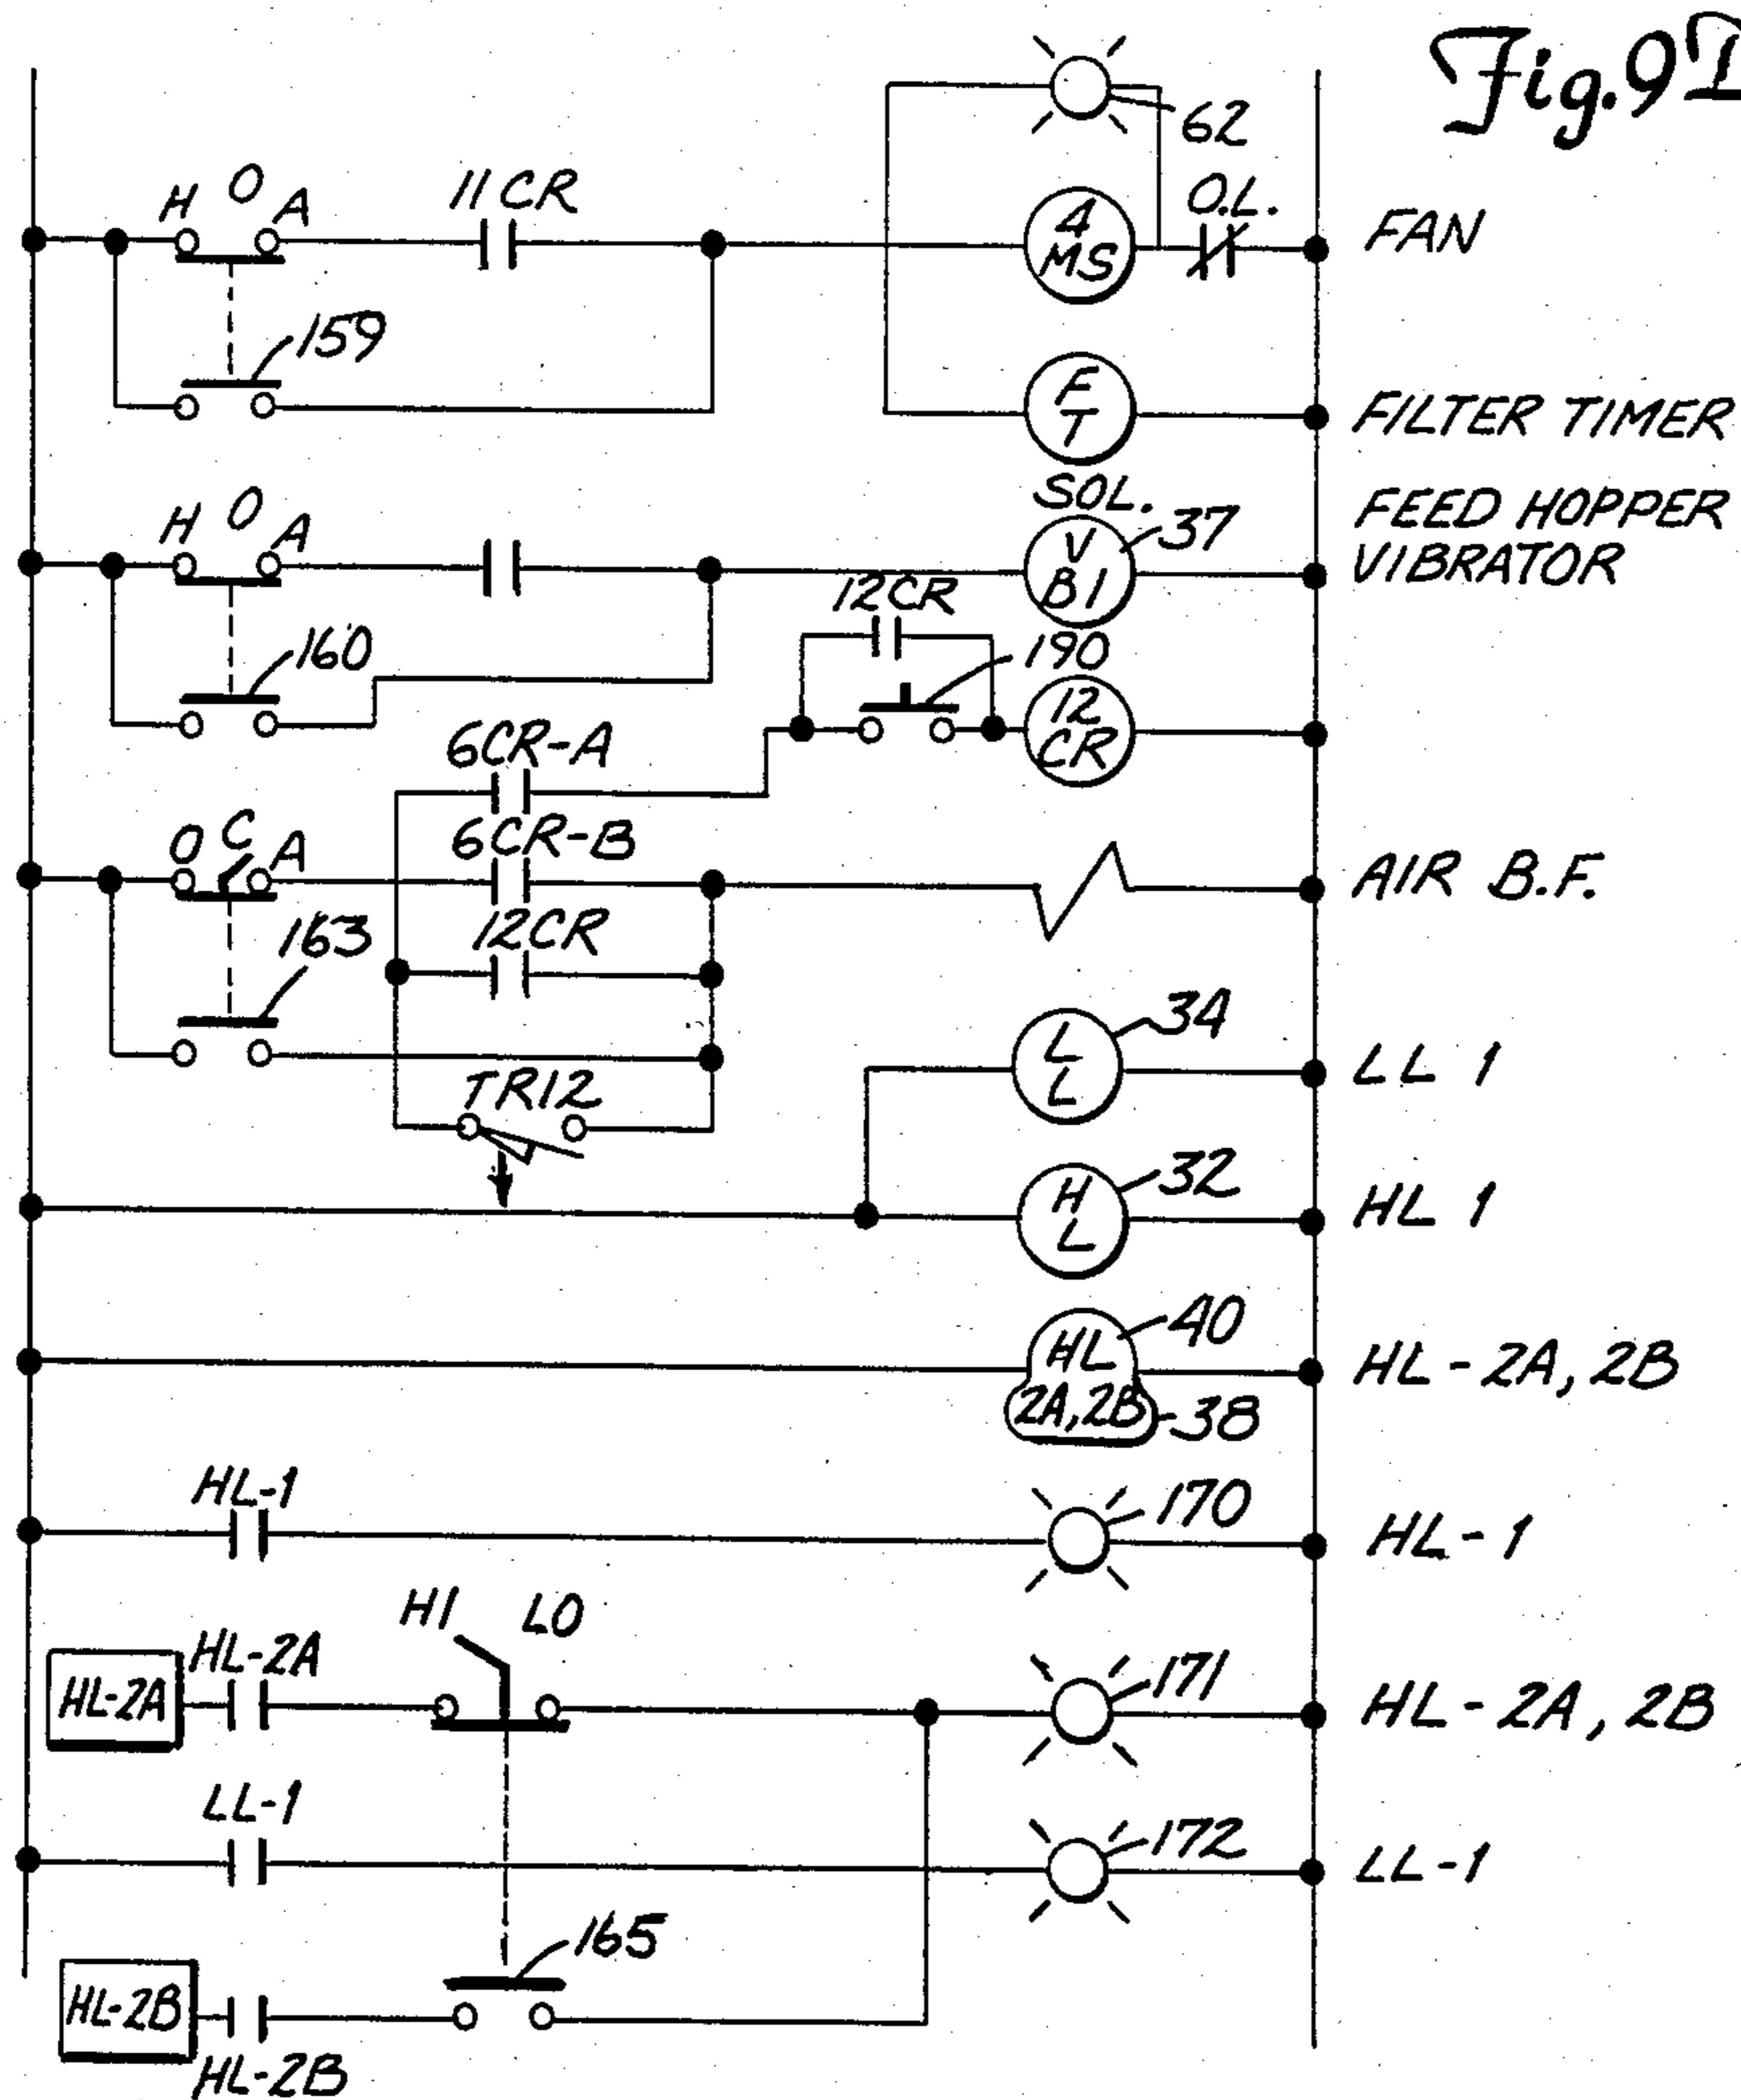 Fig.9D
62
H O A
11CR
4
MS
O.L.
FAN
159
F
T
FILTER TIMER
SOL.
H O A
V
B1
37
FEED HOPPER
VIBRATOR
12CR
160
190
12
CR
6CR-A
O C A
6CR-B
AIR B.F.
163
12CR
34
L
L
LL 1
TR12
32
H
L
HL 1
40
HL
2A,2B
38
HL-2A, 2B
HL-1
170
HL-1
HI LO
HL-2A
HL-2A
171
HL-2A, 2B
LL-1
172
LL-1
165
HL-2B
HL-2B